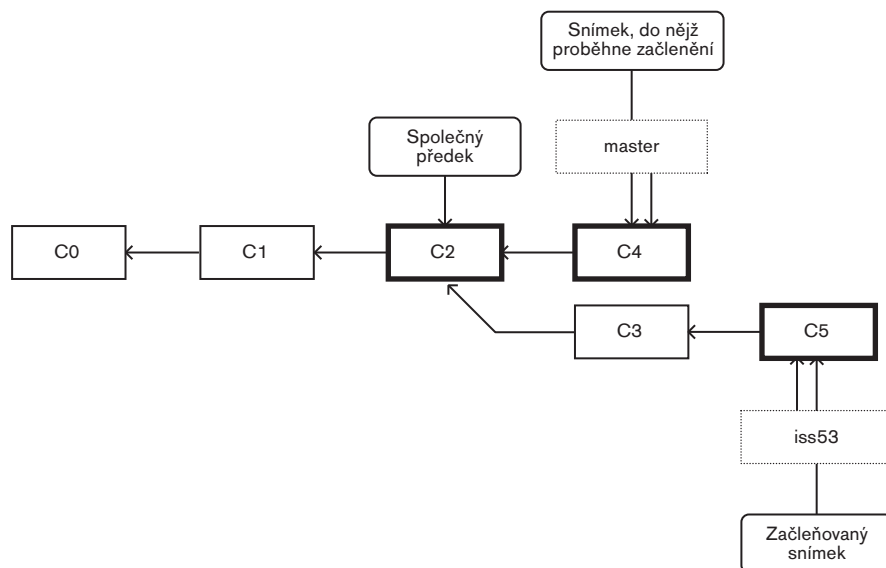 Snímek, do nějž
proběhne začlenění
Společný
předek
master
C0
C1
C2
C4
C3
C5
iss53
Začleňovaný
snímek